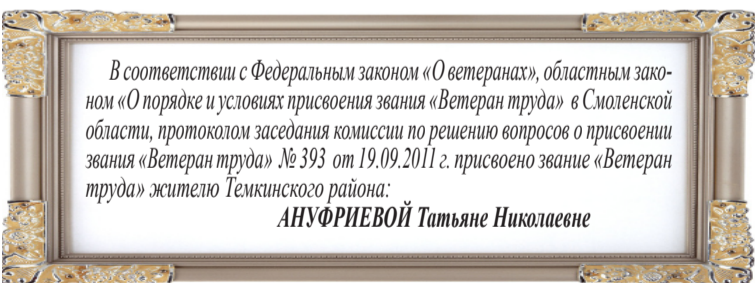 В соответствии с Федеральным законом «О ветеранах», областным зако-
ном «О порядке и условиях присвоения звания «Ветеран труда» в Смоленской
области, протоколом заседания комиссии по решению вопросов о присвоении
звания «Ветеран труда» № 393 от 19.09.2011 г. присвоено звание «Ветеран
труда» жителю Темкинского района:
АНУФРИЕВОЙ Татьяне Николаевне